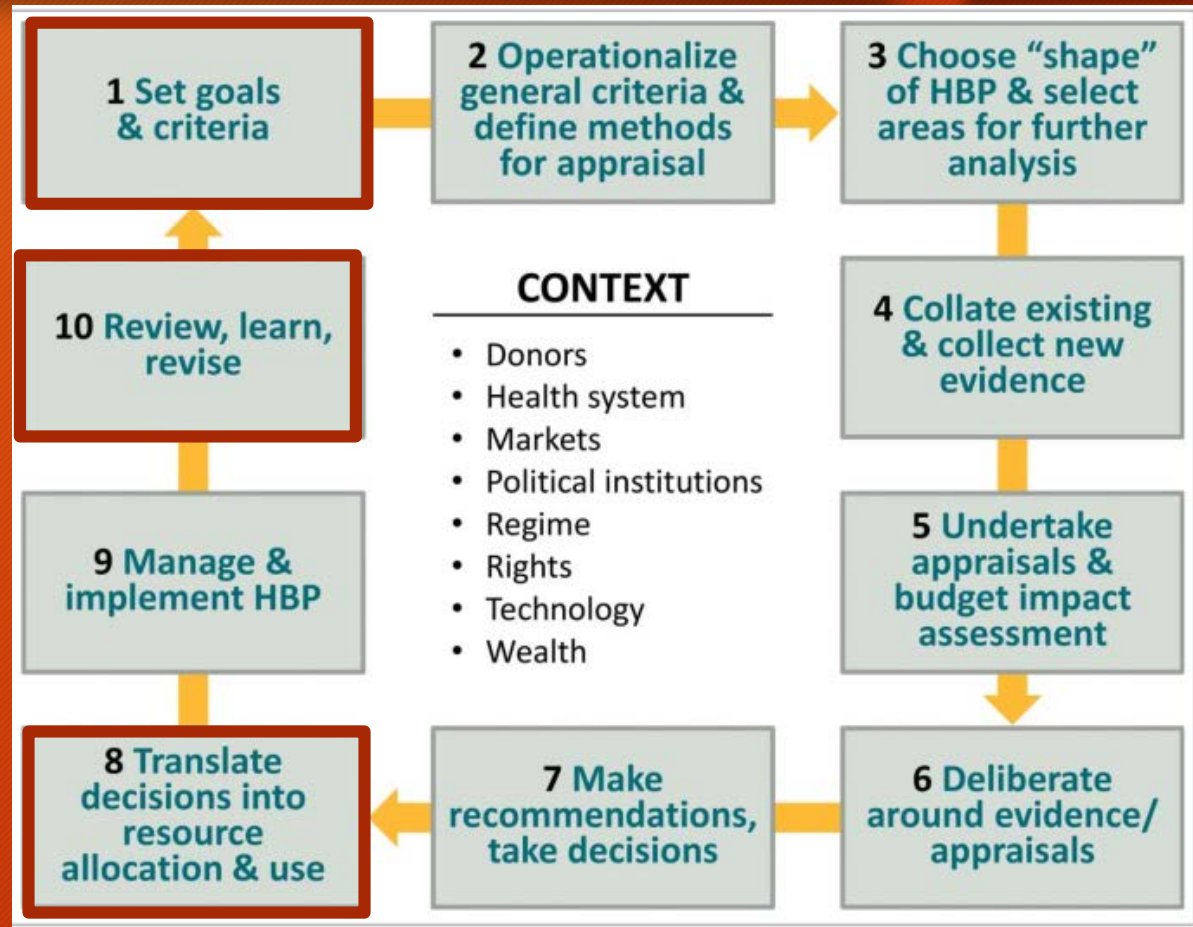 1 Set goals
& criteria
2 Operationalize
general criteria &
define methods
for appraisal
3 Choose “shape”
of HBP & select
areas for further
analysis
10 Review, learn,
revise
CONTEXT
• Donors
• Health system
• Markets
• Political institutions
• Regime
• Rights
• Technology
• Wealth
4 Collate existing
& collect new
evidence
9 Manage &
implement HBP
5 Undertake
appraisals &
budget impact
assessment
8 Translate
decisions into
resource
allocation & use
7 Make
recommendations,
take decisions
6 Deliberate
around evidence/
appraisals